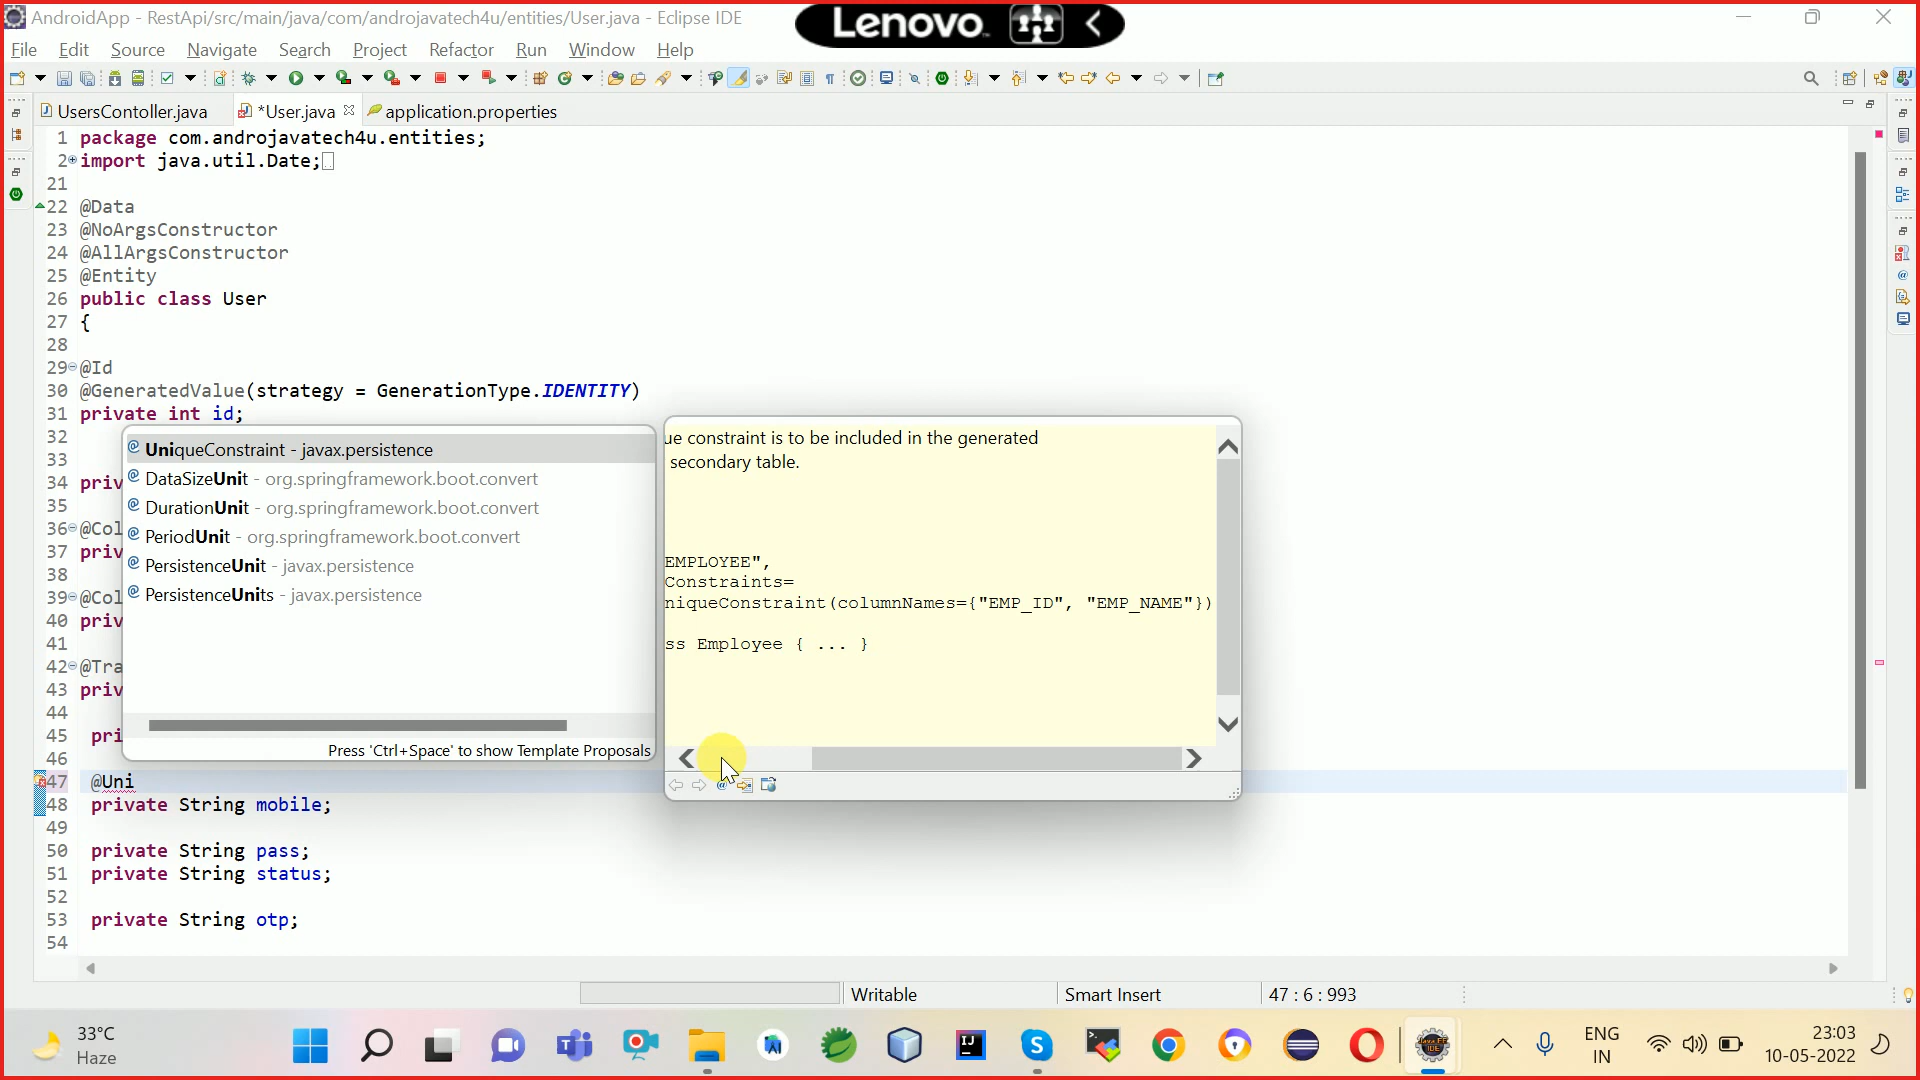 AndroidApp - RestApi/src/main/java/com/androjavatech4u/entities/User.java - Eclipse IDE
Lenovo
File Edit Source Navigate Search Project Refactor Run Window Help
UsersContoller.java *User.java application.properties
1 package com.androjavatech4u.entities;
2 import java.util.Date;
21
22 @Data
23 @NoArgsConstructor
24 @AllArgsConstructor
25 @Entity
26 public class User
27 {
28
29 @Id
30 @GeneratedValue(strategy = GenerationType.IDENTITY)
31 private int id;
32
33
34 priv
35
36 @Col
37 priv
38
39 @Col
40 priv
41
42 @Tra
43 priv
44
45 pri
46
47 @Uni
48 private String mobile;
49
50 private String pass;
51 private String status;
52
53 private String otp;
54
UniqueConstraint - javax.persistence
DataSizeUnit - org.springframework.boot.convert
DurationUnit - org.springframework.boot.convert
PeriodUnit - org.springframework.boot.convert
PersistenceUnit - javax.persistence
PersistenceUnits - javax.persistence
Press 'Ctrl+Space' to show Template Proposals
ue constraint is to be included in the generated
secondary table.
EMPLOYEE",
Constraints=
niqueConstraint(columnNames={"EMP_ID", "EMP_NAME"})
ss Employee { ... }
Writable Smart Insert 47 : 6 : 993
33°C
Haze
ENG
IN
23:03
10-05-2022